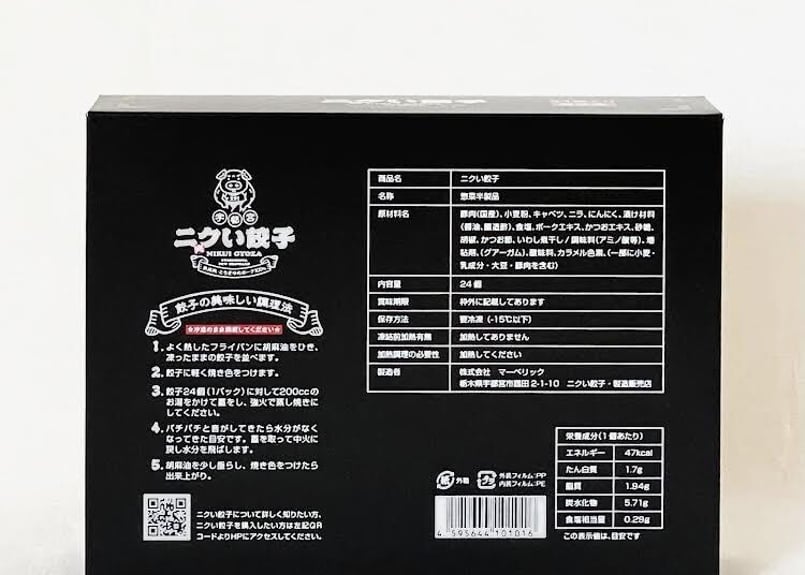 宇都宮
ニクい餃子
NIKUI GYOZA
餃子の美味しい調理法
★冷凍のまま調理してください★
1. よく熱したフライパンに胡麻油をひき、
凍ったままの餃子を並べます。
2. 餃子に軽く焼き色をつけます。
3. 餃子24個(1パック)に対して200ccの
お湯をかけて蓋をし、強火で蒸し焼きに
してください。
4. パチパチと音がしてきたら水分がなく
なってきた目安です。蓋を取って中火に
戻し水分を飛ばします。
5. 胡麻油を少し垂らし、焼き色をつけたら
出来上がり。
ニクい餃子について詳しく知りたい方、
ニクい餃子を購入したい方は左記QR
コードよりHPにアクセスしてください。
商品名 ニクい餃子
名称 惣菜半製品
原材料名 豚肉(国産)、小麦粉、キャベツ、ニラ、にんにく、漬け材料
(醤油、醸造酢)、食塩、ポークエキス、かつおエキス、砂糖、
胡椒、かつお節、いわし煮干し/調味料(アミノ酸等)、増
粘剤、(グアーガム)、酸味料、カラメル色素、(一部に小麦・
乳成分・大豆・豚肉を含む)
内容量 24個
賞味期限 枠外に記載してあります
保存方法 要冷凍(-15℃以下)
凍結前加熱有無 加熱してありません
加熱調理の必要性 加熱してください
製造者 株式会社 マーベリック
栃木県宇都宮市鶴田2-1-10 ニクい餃子・製造販売店
紙 外箱
プラ 外装フィルム:PP
内装フィルム:PE
4 595644 101016
栄養成分(1個あたり)
エネルギー 47kcal
たん白質 1.7g
脂質 1.94g
炭水化物 5.71g
食塩相当量 0.29g
この表示値は、目安です